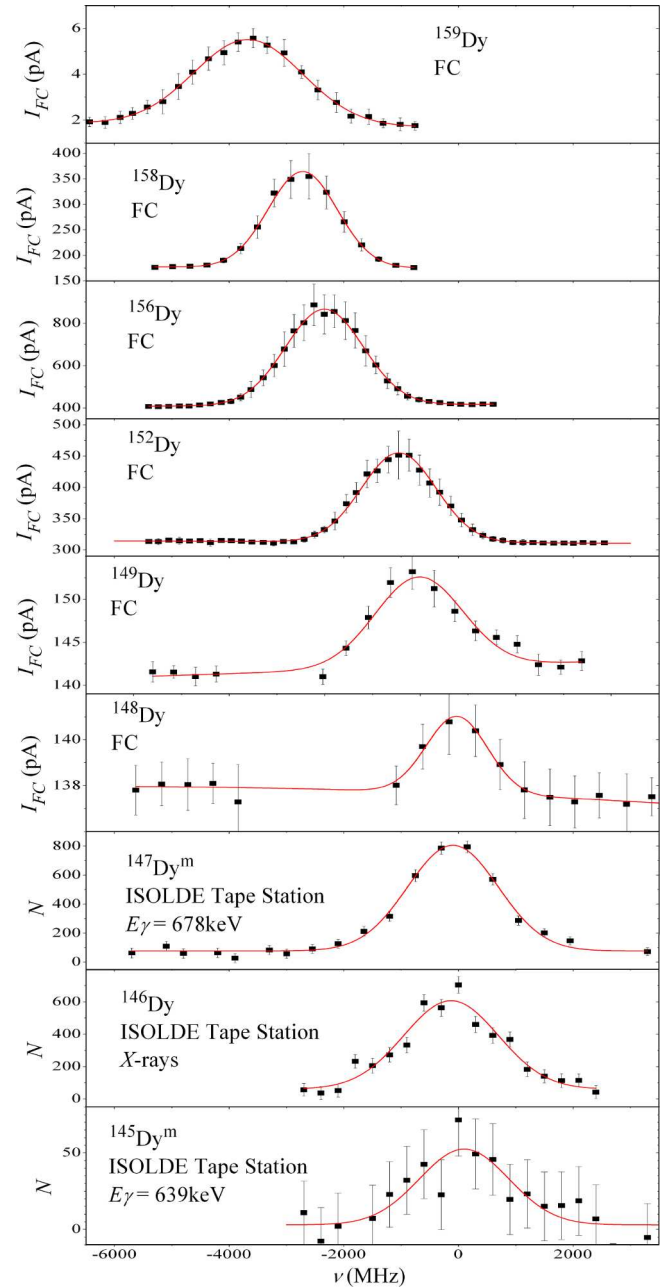 6
4
2
I_FC (pA)
¹⁵⁹Dy
FC
400
350
300
250
200
150
I_FC (pA)
¹⁵⁸Dy
FC
800
600
400
I_FC (pA)
¹⁵⁶Dy
FC
500
450
400
350
300
I_FC (pA)
¹⁵²Dy
FC
150
145
140
I_FC (pA)
¹⁴⁹Dy
FC
140
138
I_FC (pA)
¹⁴⁸Dy
FC
800
600
400
200
0
N
¹⁴⁷Dyᵐ
ISOLDE Tape Station
Eγ = 678keV
600
400
200
0
N
¹⁴⁶Dy
ISOLDE Tape Station
X-rays
50
0
N
¹⁴⁵Dyᵐ
ISOLDE Tape Station
Eγ = 639keV
-6000 -4000 -2000 0 2000
ν (MHz)